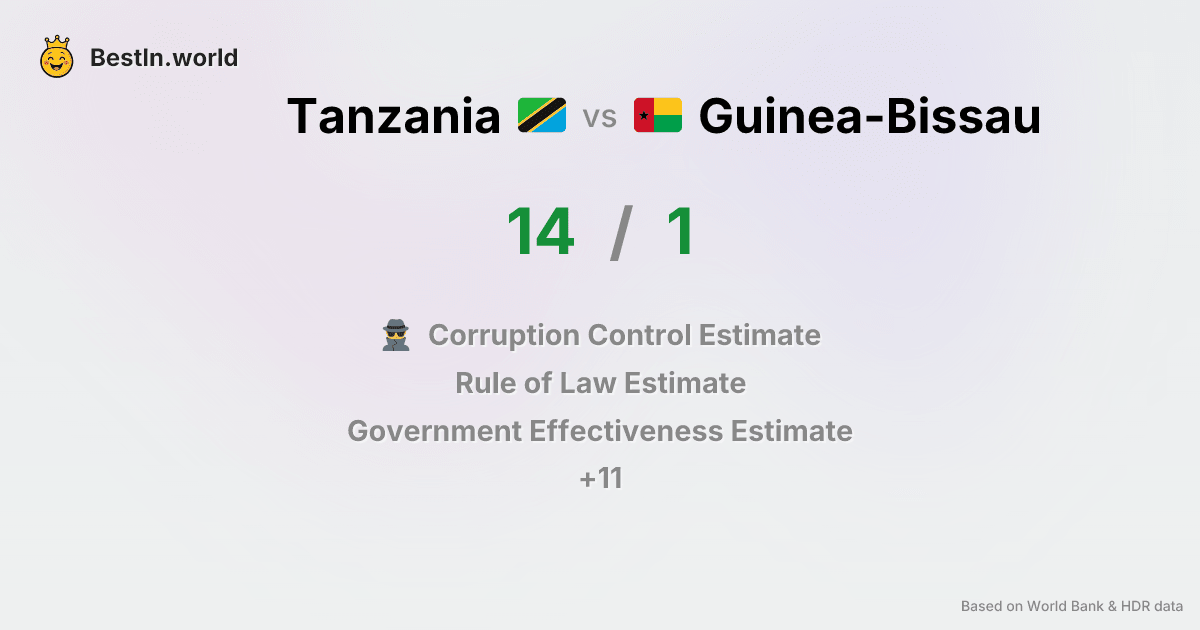 BestIn.world
Tanzania vs Guinea-Bissau
14 / 1
Corruption Control Estimate
Rule of Law Estimate
Government Effectiveness Estimate
+11
Based on World Bank & HDR data